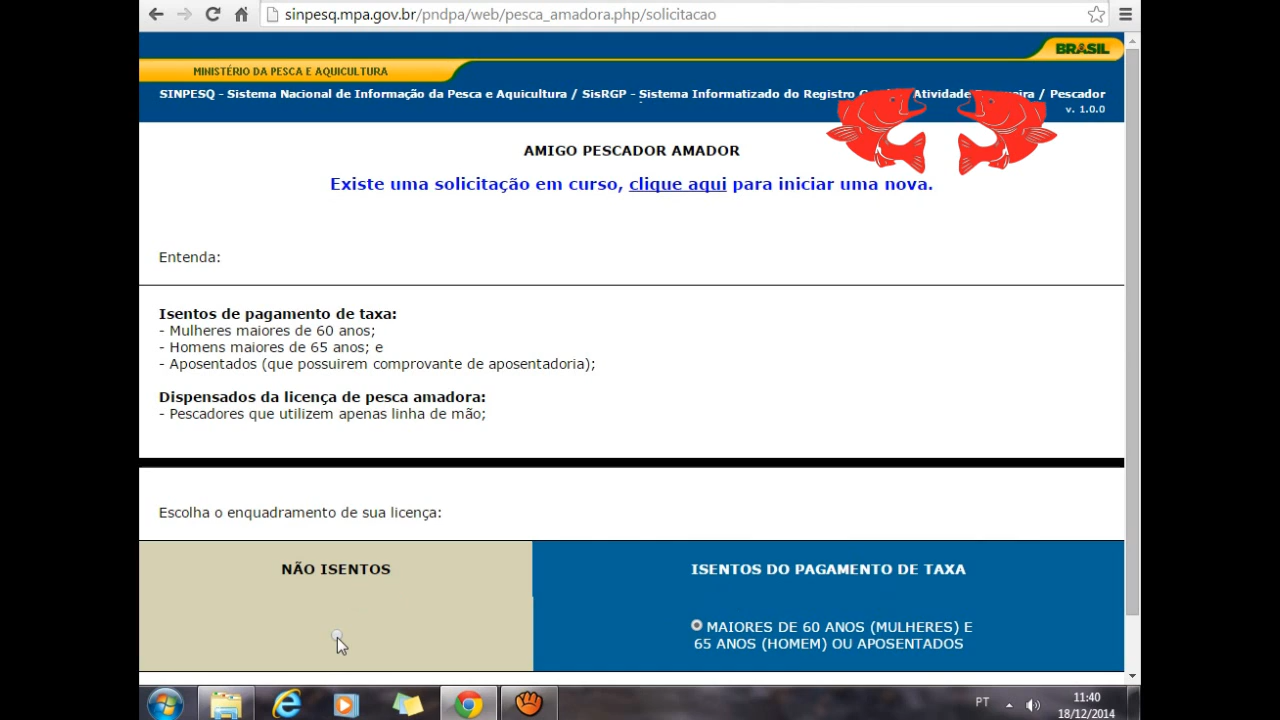 sinpesq.mpa.gov.br/pndpa/web/pesca_amadora.php/solicitacao
BRASIL
MINISTÉRIO DA PESCA E AQUICULTURA
SINPESQ - Sistema Nacional de Informação da Pesca e Aquicultura / SisRGP - Sistema Informatizado do Registro Atividade / Pescador
v. 1.0.0
AMIGO PESCADOR AMADOR
Existe uma solicitação em curso, clique aqui para iniciar uma nova.
Entenda:
Isentos de pagamento de taxa:
- Mulheres maiores de 60 anos;
- Homens maiores de 65 anos; e
- Aposentados (que possuirem comprovante de aposentadoria);
Dispensados da licença de pesca amadora:
- Pescadores que utilizem apenas linha de mão;
Escolha o enquadramento de sua licença:
NÃO ISENTOS
ISENTOS DO PAGAMENTO DE TAXA
MAIORES DE 60 ANOS (MULHERES) E
65 ANOS (HOMEM) OU APOSENTADOS
PT
11:40
18/12/2014